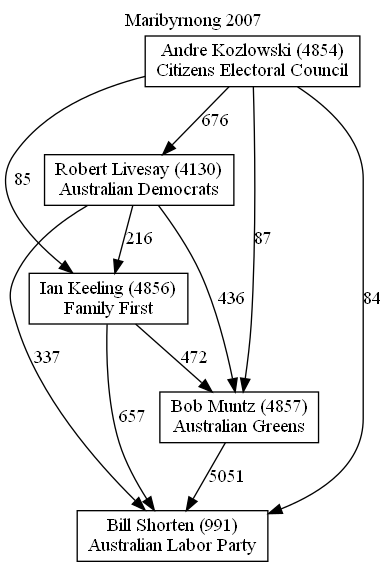 Maribyrnong 2007
Andre Kozlowski (4854)
Citizens Electoral Council
676
Robert Livesay (4130)
Australian Democrats
85
216
87
84
Ian Keeling (4856)
Family First
436
337
472
657
Bob Muntz (4857)
Australian Greens
5051
Bill Shorten (991)
Australian Labor Party